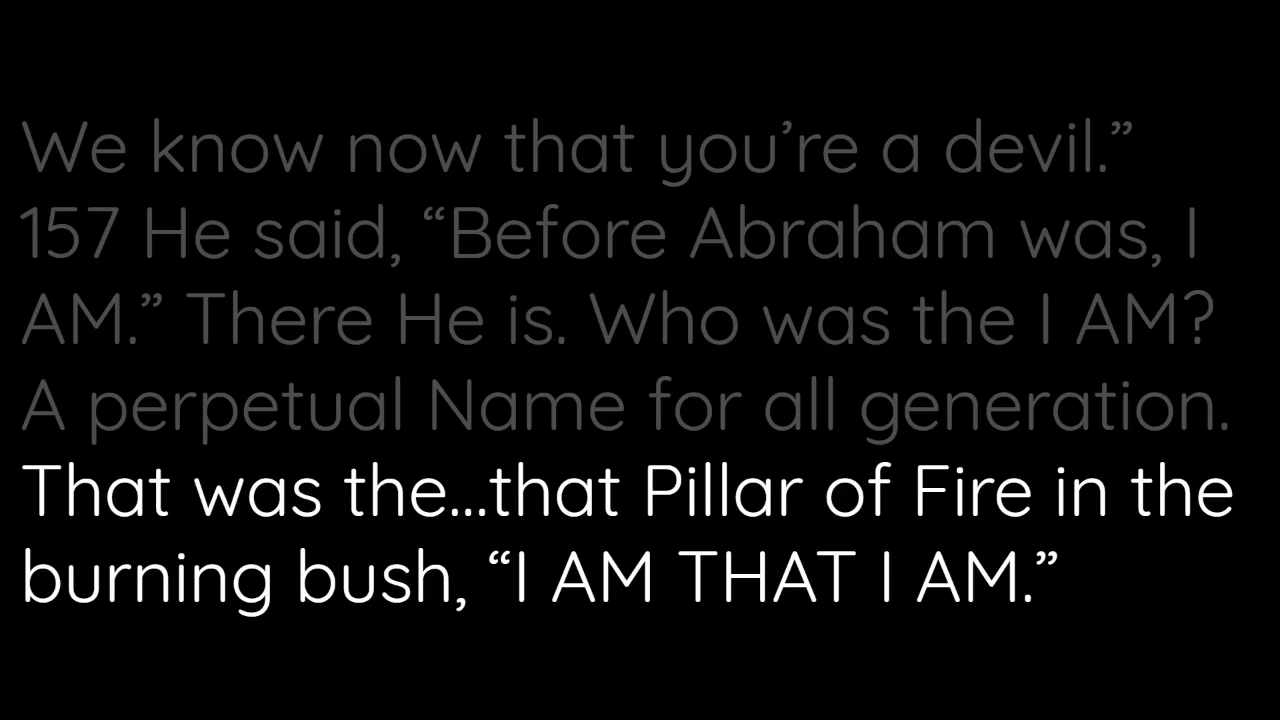 We know now that you’re a devil.”
157 He said, “Before Abraham was, I
AM.” There He is. Who was the I AM?
A perpetual Name for all generation.
That was the...that Pillar of Fire in the
burning bush, “I AM THAT I AM.”